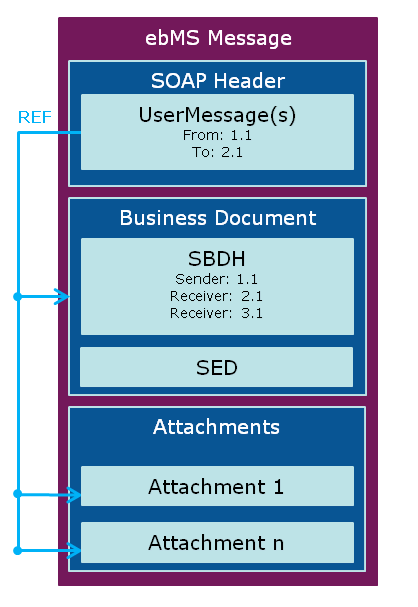 ebMS Message
SOAP Header
REF
UserMessage(s)
From: 1.1
To: 2.1
Business Document
SBDH
Sender: 1.1
Receiver: 2.1
Receiver: 3.1
SED
Attachments
Attachment 1
Attachment n